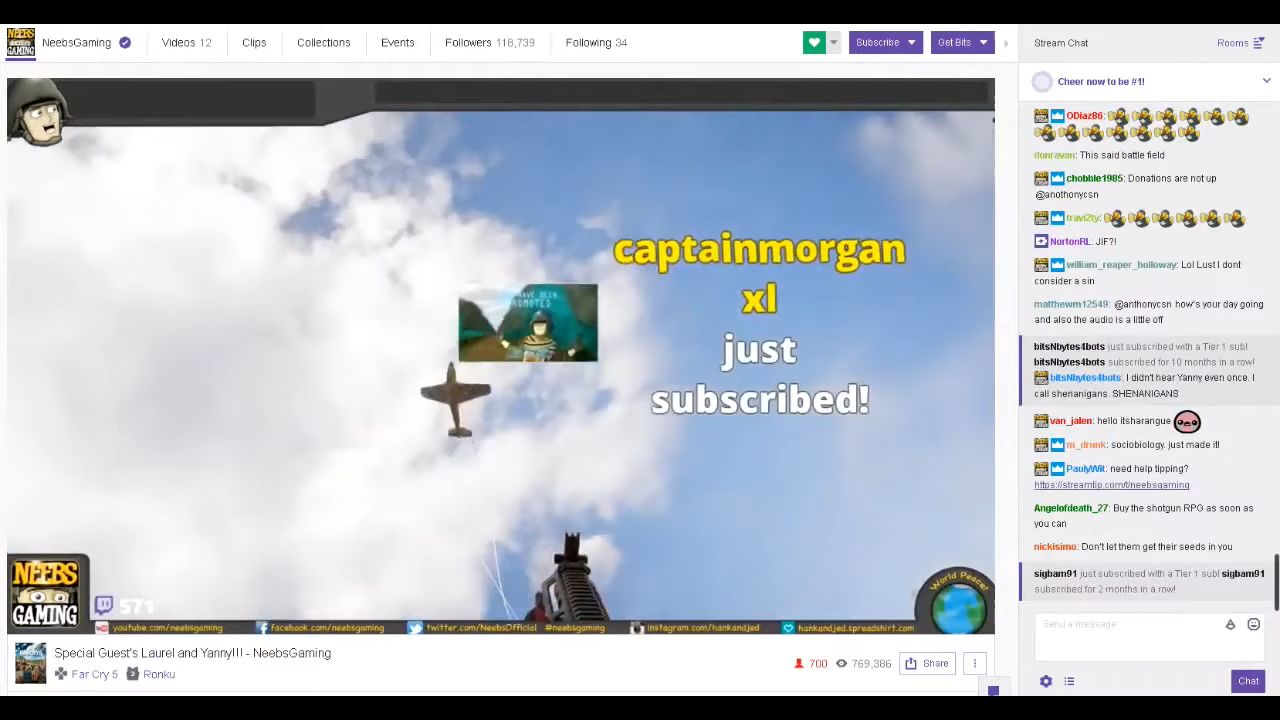 NEEBS
GAMING
NeebsGaming
Videos 12
Clips
Collections
Events
Followers 118,739
Following 34
Subscribe
Get Bits
captainmorgan
xl
just
subscribed!
HAVE BEEN
PROMOTED
NEEBS
GAMING
571
World Peace!
youtube.com/neebsgaming
facebook.com/neebsgaming
twitter.com/NeebsOfficial #neebsgaming
instagram.com/hankandjed
hankandjed.spreadshirt.com
Special Guest's Laurel and Yanny!!! - NeebsGaming
Far Cry 5
Ronku
700
769,386
Share
Stream Chat
Rooms
Cheer now to be #1!
ODiaz86:
donravan: This said battle field
chobble1985: Donations are not up
@anothonycsn
travi2ty:
NortonRL: JIF?!
william_reaper_holloway: Lol Lust I dont
consider a sin
matthewm12549: @anthonycsn how's your day going
and also the audio is a little off
bitsNbytes4bots just subscribed with a Tier 1 sub!
bitsNbytes4bots subscribed for 10 months in a row!
bitsNbytes4bots: I didn't hear Yanny even once. I
call shenanigans. SHENANIGANS
van_jalen: hello itsharangue
m_drunk: sociobiology. just made it!
PaulyWit: need help tipping?
https://streamtip.com/t/neebsgaming
Angelofdeath_27: Buy the shotgun RPG as soon as
you can
nickisimo: Don't let them get their seeds in you
sigbam91 just subscribed with a Tier 1 sub! sigbam91
subscribed for 2 months in a row!
Send a message
Chat